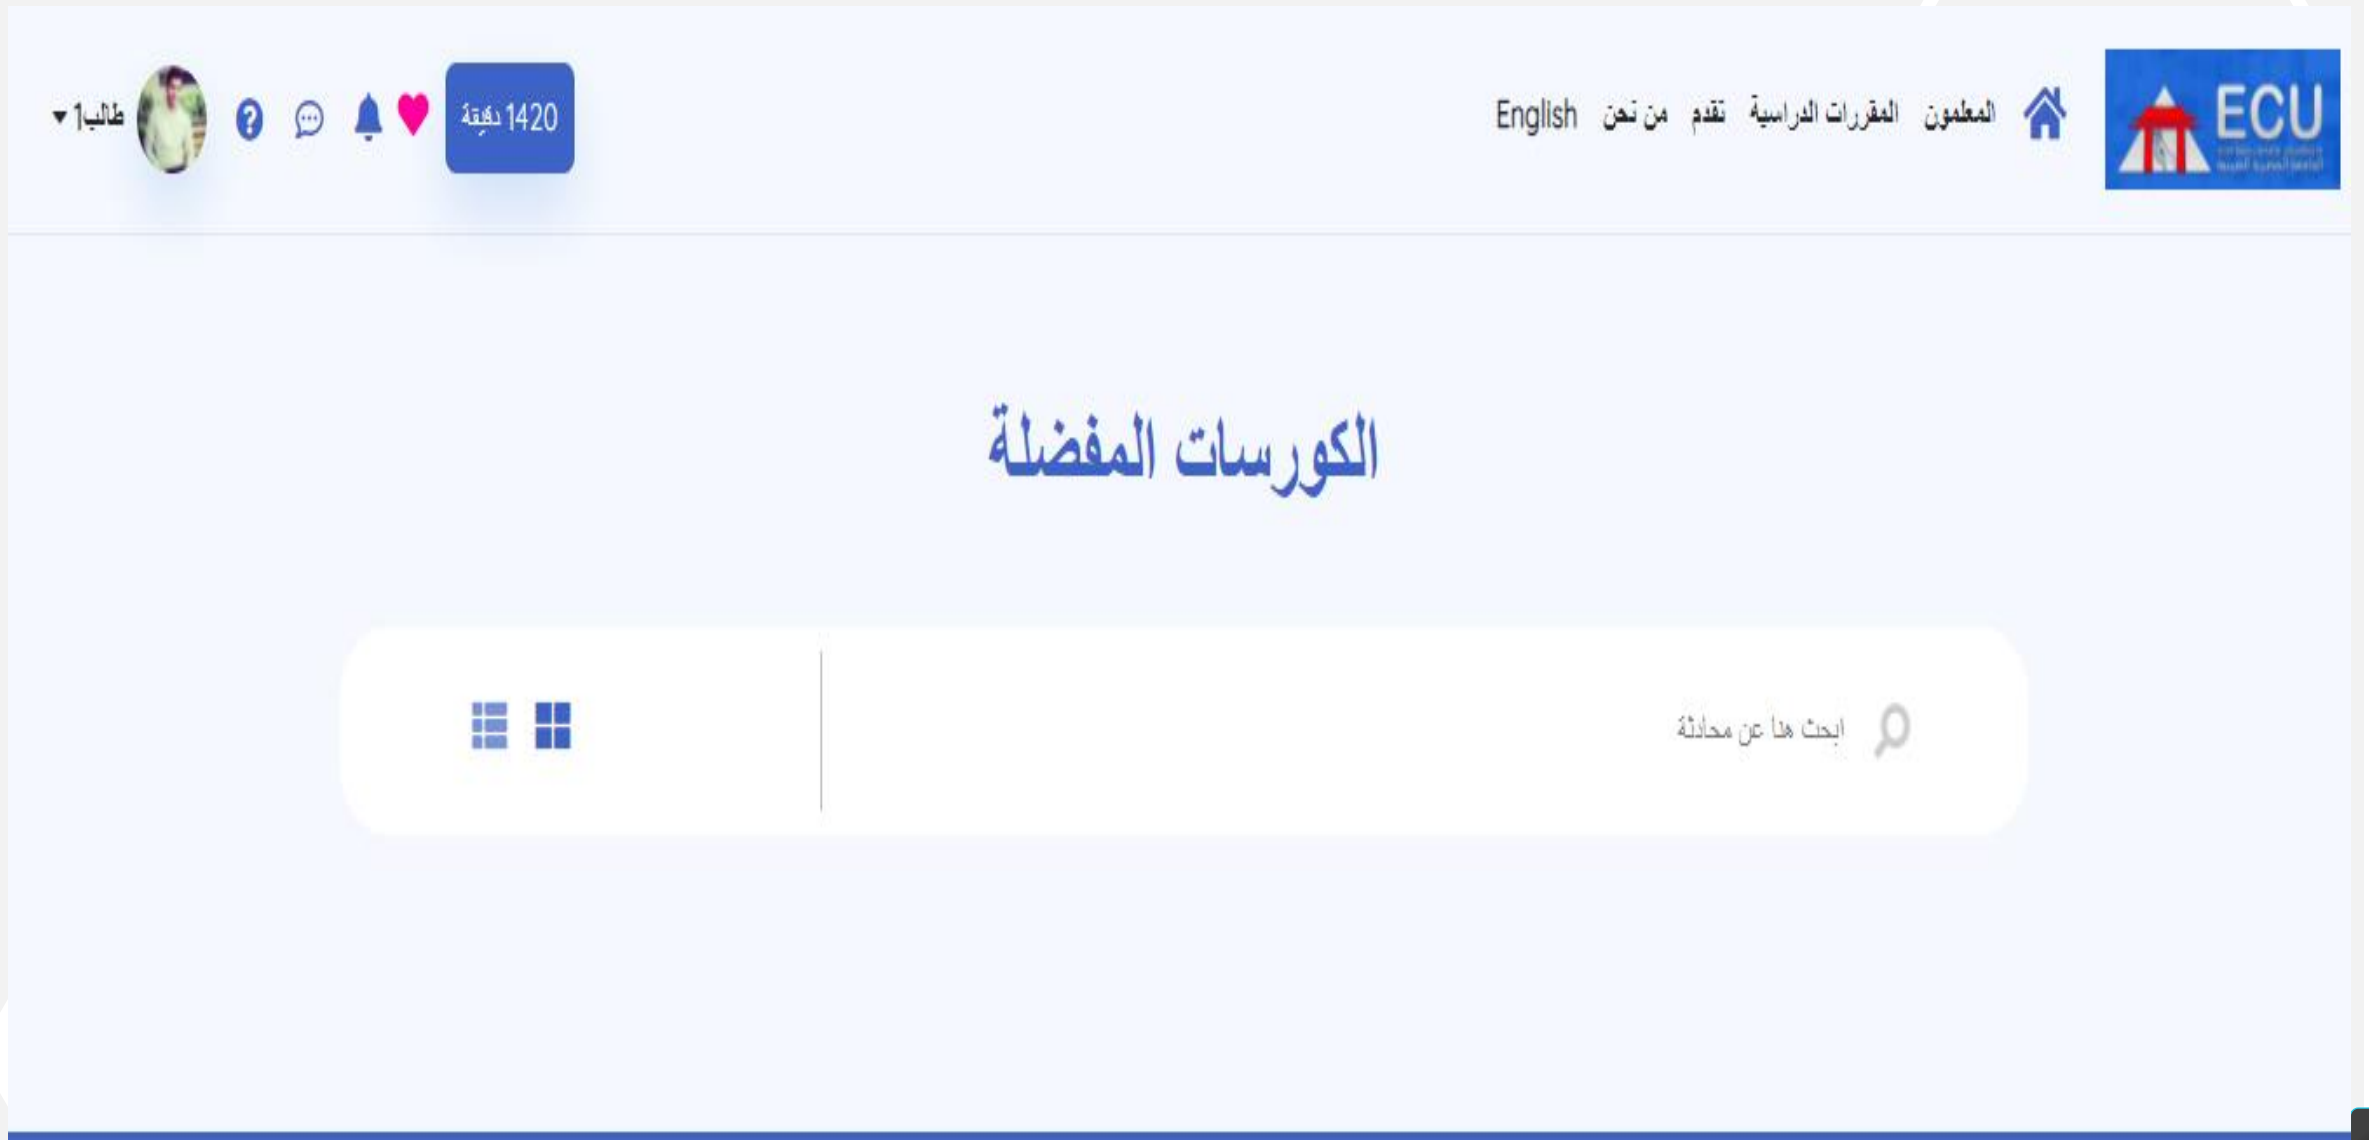 ECU
المعلمون المقررات الدراسية تقدم من نحن English
1420 دقيقة
طالب1
الكورسات المفضلة
ابحث هنا عن محادثة